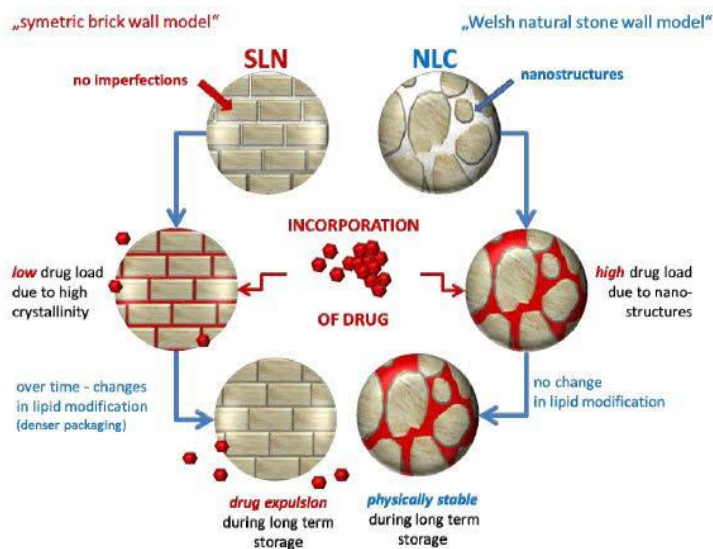 „symetric brick wall model“
„Welsh natural stone wall model“
SLN
NLC
no imperfections
nanostructures
INCORPORATION
OF DRUG
low drug load
due to high
crystallinity
high drug load
due to nano-
structures
over time - changes
in lipid modification
(denser packaging)
no change
in lipid modification
drug expulsion
during long term
storage
physically stable
during long term
storage